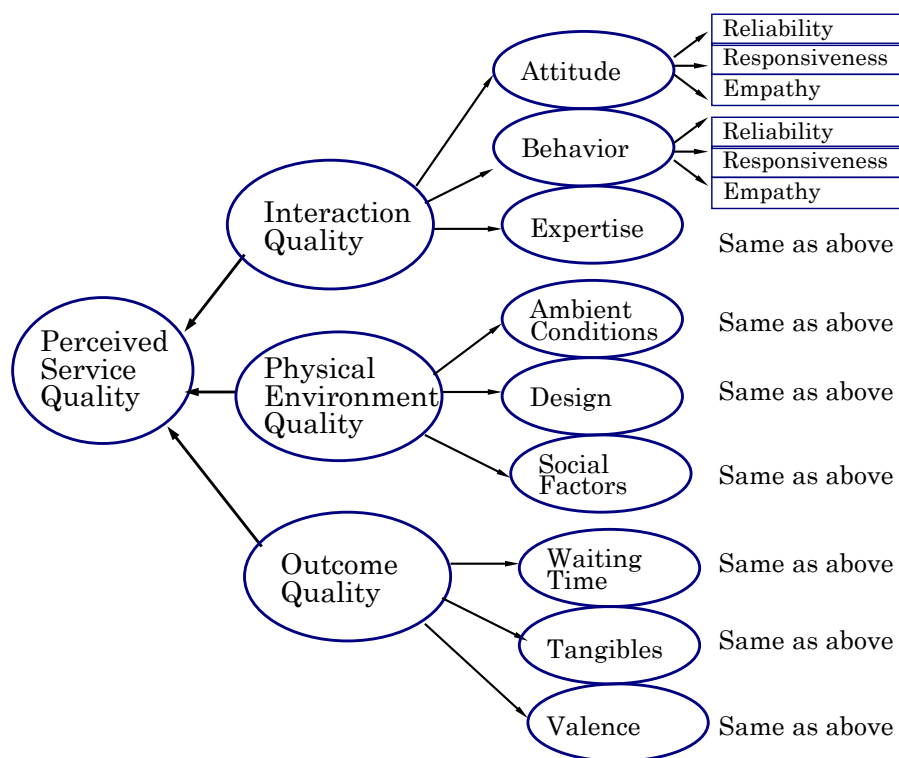 Reliability
Responsiveness
Empathy
Attitude
Reliability
Responsiveness
Empathy
Behavior
Interaction
Quality
Expertise
Same as above
Ambient
Conditions
Same as above
Perceived
Service
Quality
Physical
Environment
Quality
Design
Same as above
Social
Factors
Same as above
Outcome
Quality
Waiting
Time
Same as above
Tangibles
Same as above
Valence
Same as above